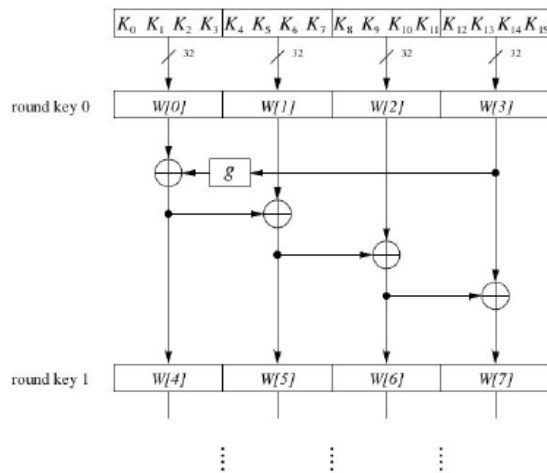 K₀ K₁ K₂ K₃ K₄ K₅ K₆ K₇ K₈ K₉ K₁₀ K₁₁ K₁₂ K₁₃ K₁₄ K₁₅
32 32 32 32
round key 0 W[0] W[1] W[2] W[3]
g
round key 1 W[4] W[5] W[6] W[7]